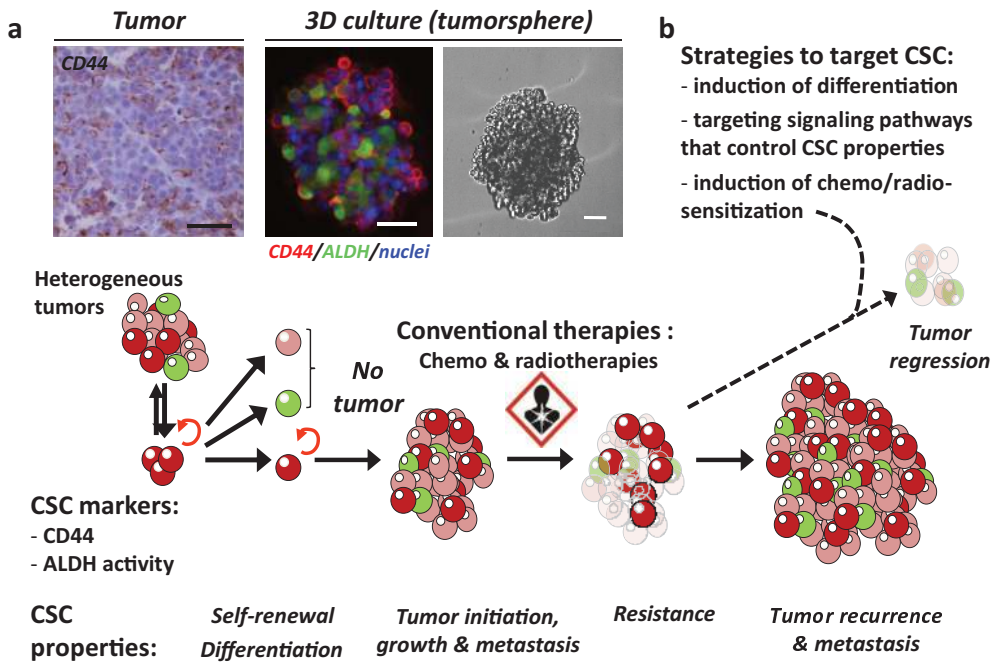 a
Tumor
3D culture (tumorsphere)
CD44
CD44/ALDH/nuclei
b
Strategies to target CSC:
- induction of differentiation
- targeting signaling pathways
that control CSC properties
- induction of chemo/radio-
sensitization
Tumor
regression
Heterogeneous
tumors
No
tumor
Conventional therapies :
Chemo & radiotherapies
CSC markers:
- CD44
- ALDH activity
CSC
properties:
Self-renewal
Differentiation
Tumor initiation,
growth & metastasis
Resistance
Tumor recurrence
& metastasis